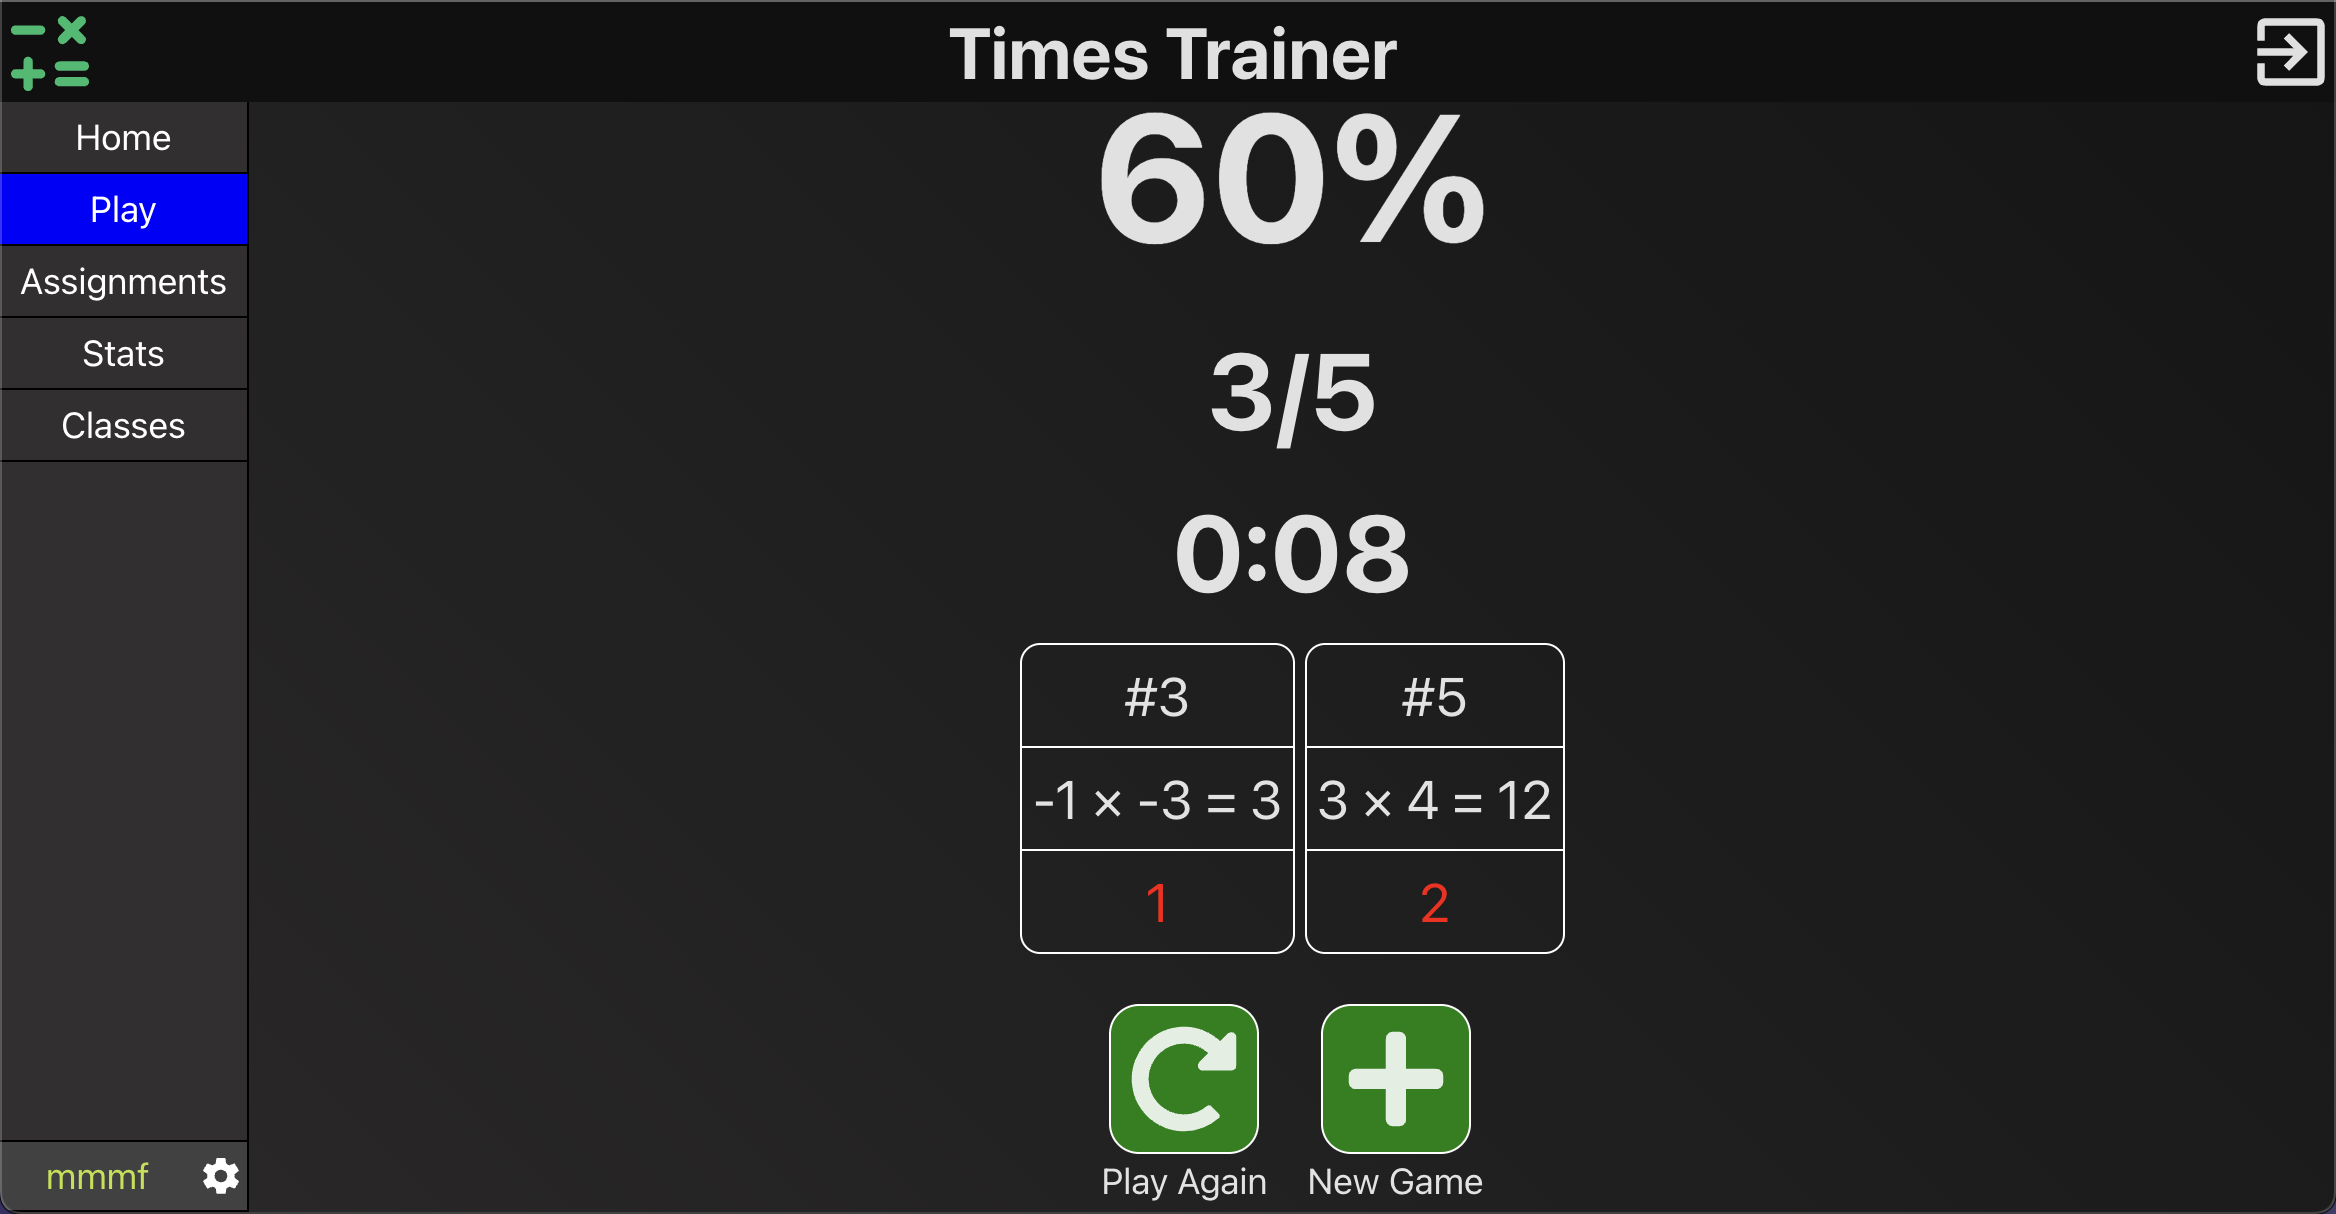 Times Trainer
Home
Play
Assignments
Stats
Classes
mmmf
60%
3/5
0:08
#3
-1 × -3 = 3
1
#5
3 × 4 = 12
2
Play Again
New Game